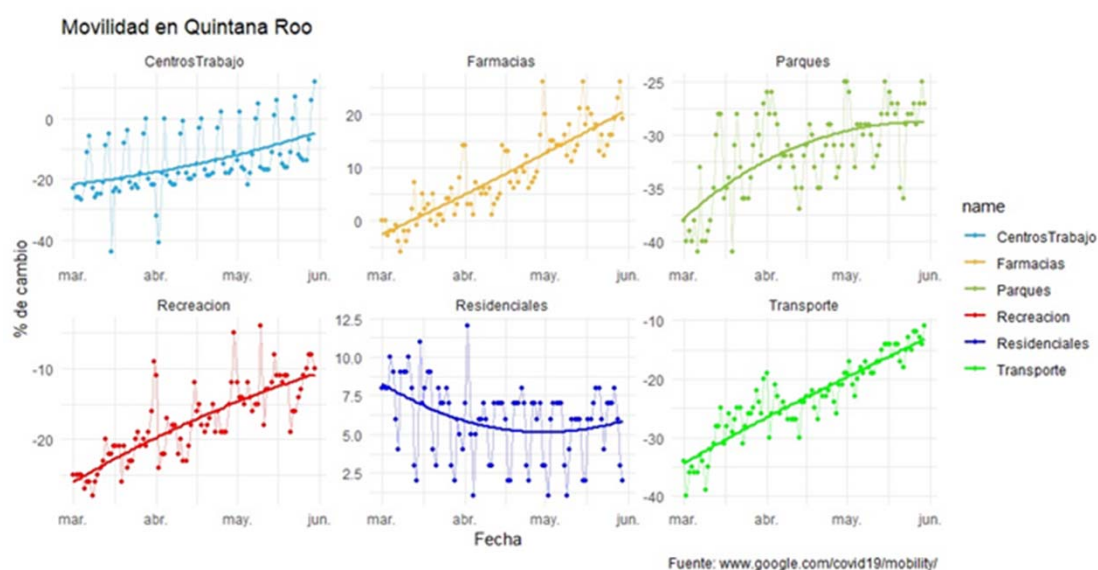 Movilidad en Quintana Roo
CentrosTrabajo
Farmacias
Parques
0
-20
-40
20
10
0
-25
-30
-35
-40
mar. abr. may. jun.
mar. abr. may. jun.
mar. abr. may. jun.
% de cambio
Recreacion
Residenciales
Transporte
-10
-20
12.5
10.0
7.5
5.0
2.5
-10
-20
-30
-40
mar. abr. may. jun.
mar. abr. may. jun.
mar. abr. may. jun.
Fecha
name
CentrosTrabajo
Farmacias
Parques
Recreacion
Residenciales
Transporte
Fuente: www.google.com/covid19/mobility/